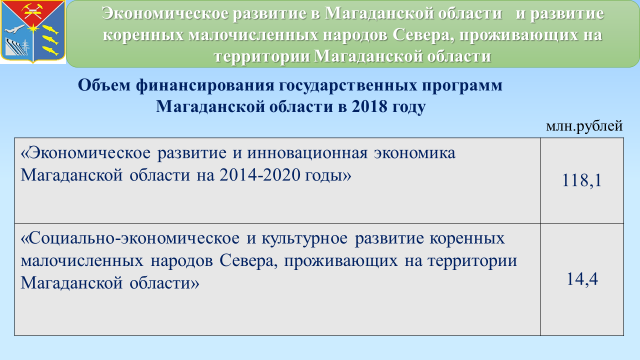 Экономическое развитие в Магаданской области и развитие
коренных малочисленных народов Севера, проживающих на
территории Магаданской области
Объем финансирования государственных программ
Магаданской области в 2018 году
млн.рублей
«Экономическое развитие и инновационная экономика
Магаданской области на 2014-2020 годы»
118,1
«Социально-экономическое и культурное развитие коренных
малочисленных народов Севера, проживающих на территории
Магаданской области»
14,4